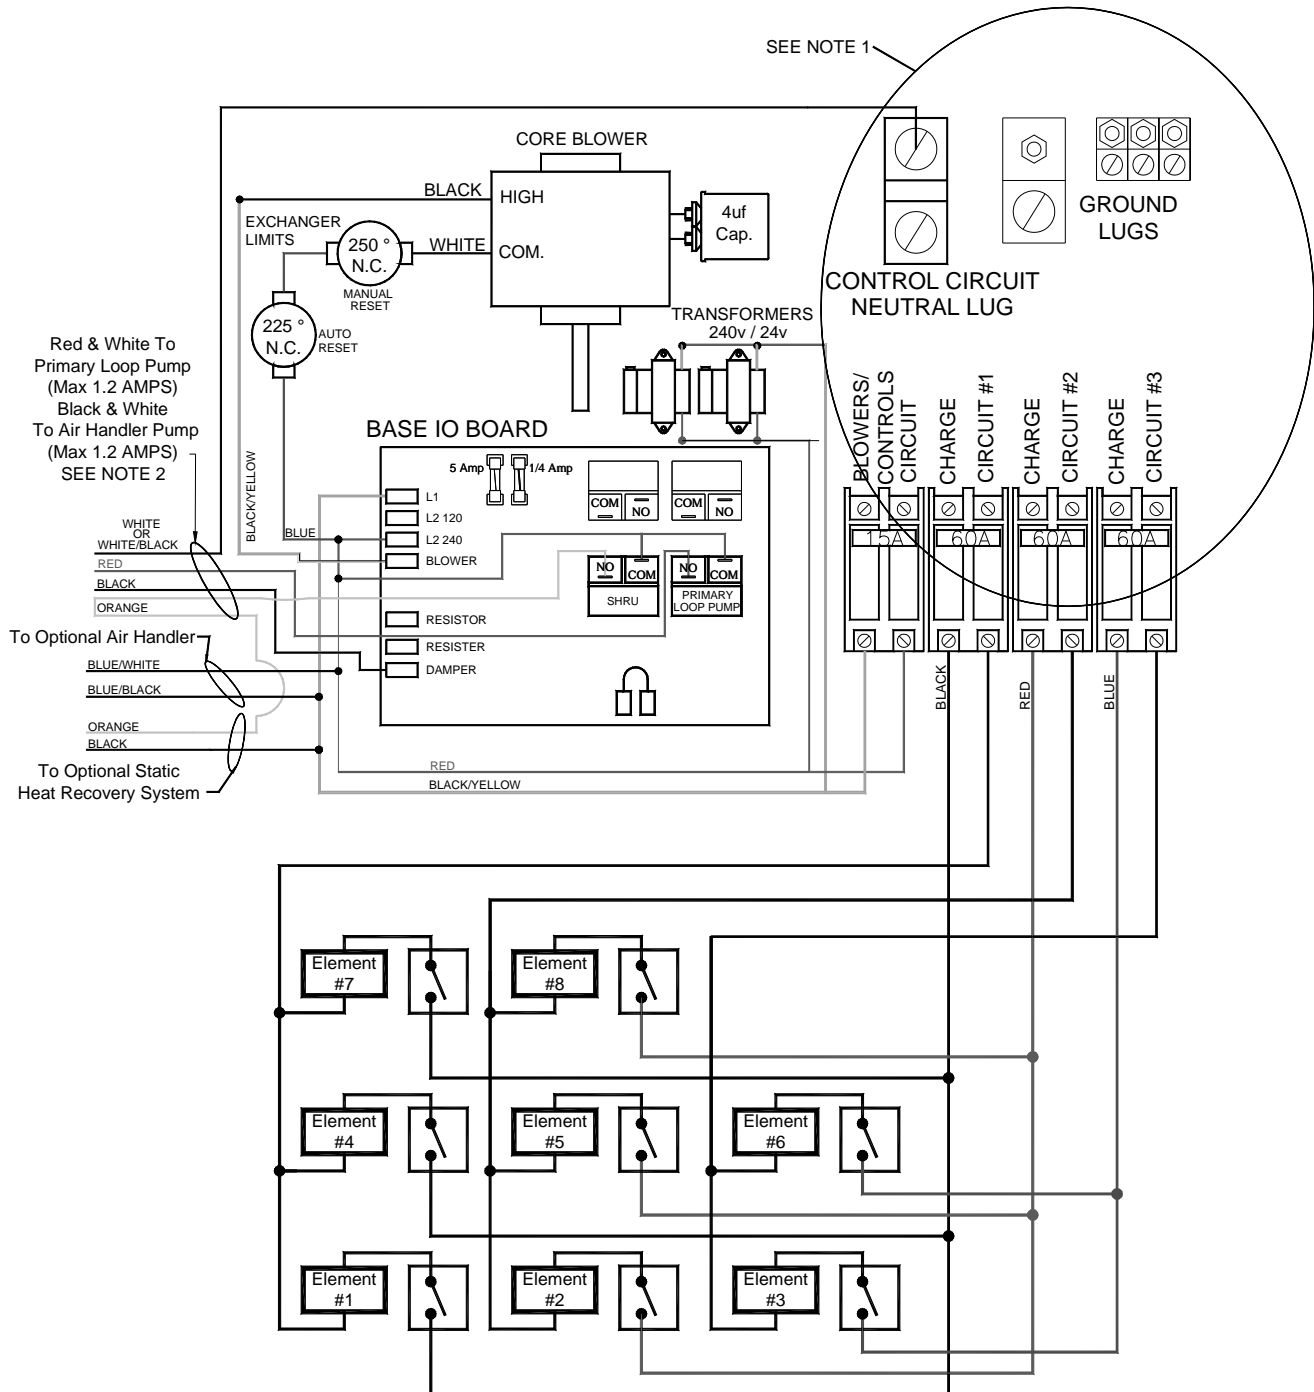 SEE NOTE 1
CORE BLOWER
BLACK
HIGH
EXCHANGER
LIMITS
250 °
N.C.
WHITE
COM.
MANUAL
RESET
4uf
Cap.
225 °
N.C.
AUTO
RESET
TRANSFORMERS
240v / 24v
GROUND
LUGS
CONTROL CIRCUIT
NEUTRAL LUG
Red & White To
Primary Loop Pump
(Max 1.2 AMPS)
Black & White
To Air Handler Pump
(Max 1.2 AMPS)
SEE NOTE 2
BLOWERS/
CONTROLS
CIRCUIT
CHARGE
CIRCUIT #1
CHARGE
CIRCUIT #2
CHARGE
CIRCUIT #3
15A
60A
60A
60A
BASE IO BOARD
5 Amp
1/4 Amp
COM
NO
COM
NO
L1
L2 120
L2 240
BLOWER
BLACK/YELLOW
BLUE
NO
COM
SHRU
NO
COM
PRIMARY
LOOP PUMP
RESISTOR
RESISTER
DAMPER
WHITE
OR
WHITE/BLACK
RED
BLACK
ORANGE
To Optional Air Handler
BLUE/WHITE
BLUE/BLACK
ORANGE
BLACK
To Optional Static
Heat Recovery System
RED
BLACK/YELLOW
BLACK
RED
BLUE
Element
#7
Element
#8
Element
#4
Element
#5
Element
#6
Element
#1
Element
#2
Element
#3